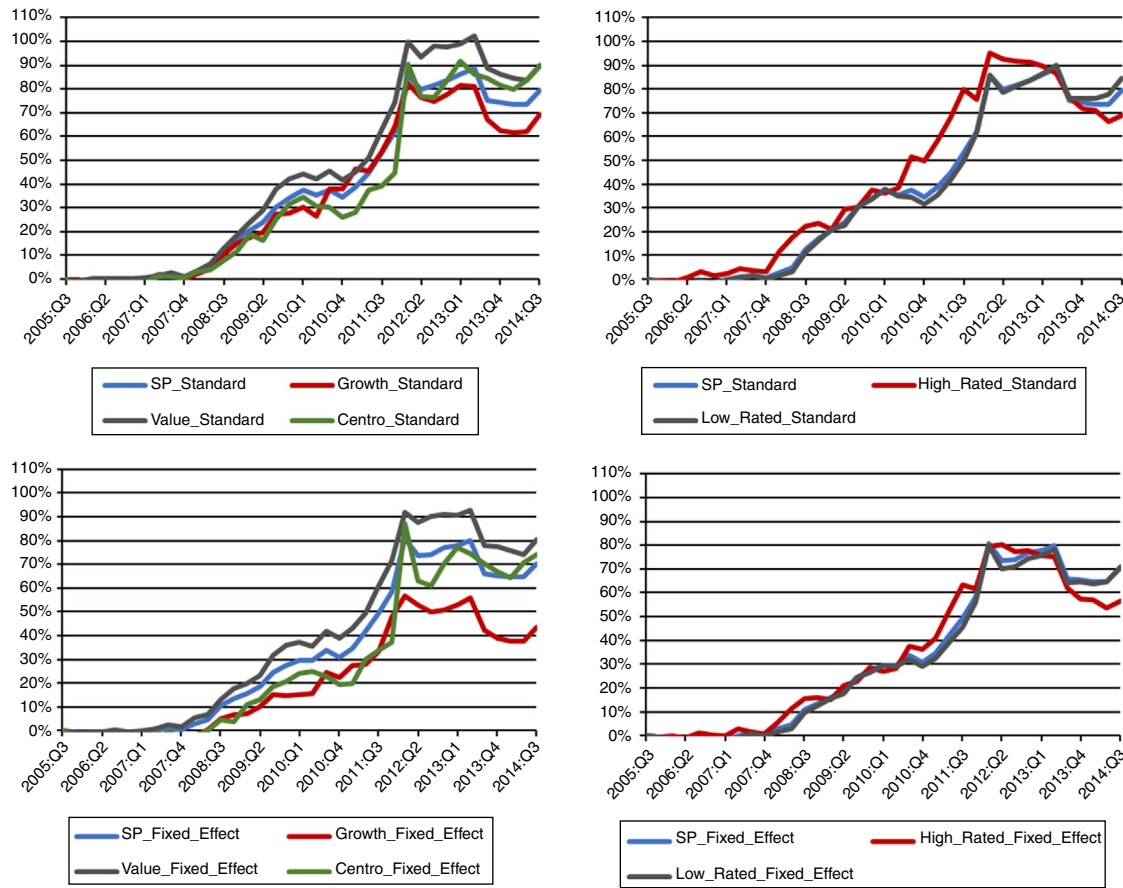 110%
100%
90%
80%
70%
60%
50%
40%
30%
20%
10%
0%
2005:Q3
2006:Q2
2007:Q1
2007:Q4
2008:Q3
2009:Q2
2010:Q1
2010:Q4
2011:Q3
2012:Q2
2013:Q1
2013:Q4
2014:Q3
SP_Standard Growth_Standard
Value_Standard Centro_Standard
110%
100%
90%
80%
70%
60%
50%
40%
30%
20%
10%
0%
2005:Q3
2006:Q2
2007:Q1
2007:Q4
2008:Q3
2009:Q2
2010:Q1
2010:Q4
2011:Q3
2012:Q2
2013:Q1
2013:Q4
2014:Q3
SP_Standard High_Rated_Standard
Low_Rated_Standard
110%
100%
90%
80%
70%
60%
50%
40%
30%
20%
10%
0%
2005:Q3
2006:Q2
2007:Q1
2007:Q4
2008:Q3
2009:Q2
2010:Q1
2010:Q4
2011:Q3
2012:Q2
2013:Q1
2013:Q4
2014:Q3
SP_Fixed_Effect Growth_Fixed_Effect
Value_Fixed_Effect Centro_Fixed_Effect
110%
100%
90%
80%
70%
60%
50%
40%
30%
20%
10%
0%
2005:Q3
2006:Q2
2007:Q1
2007:Q4
2008:Q3
2009:Q2
2010:Q1
2010:Q4
2011:Q3
2012:Q2
2013:Q1
2013:Q4
2014:Q3
SP_Fixed_Effect High_Rated_Fixed_Effect
Low_Rated_Fixed_Effect